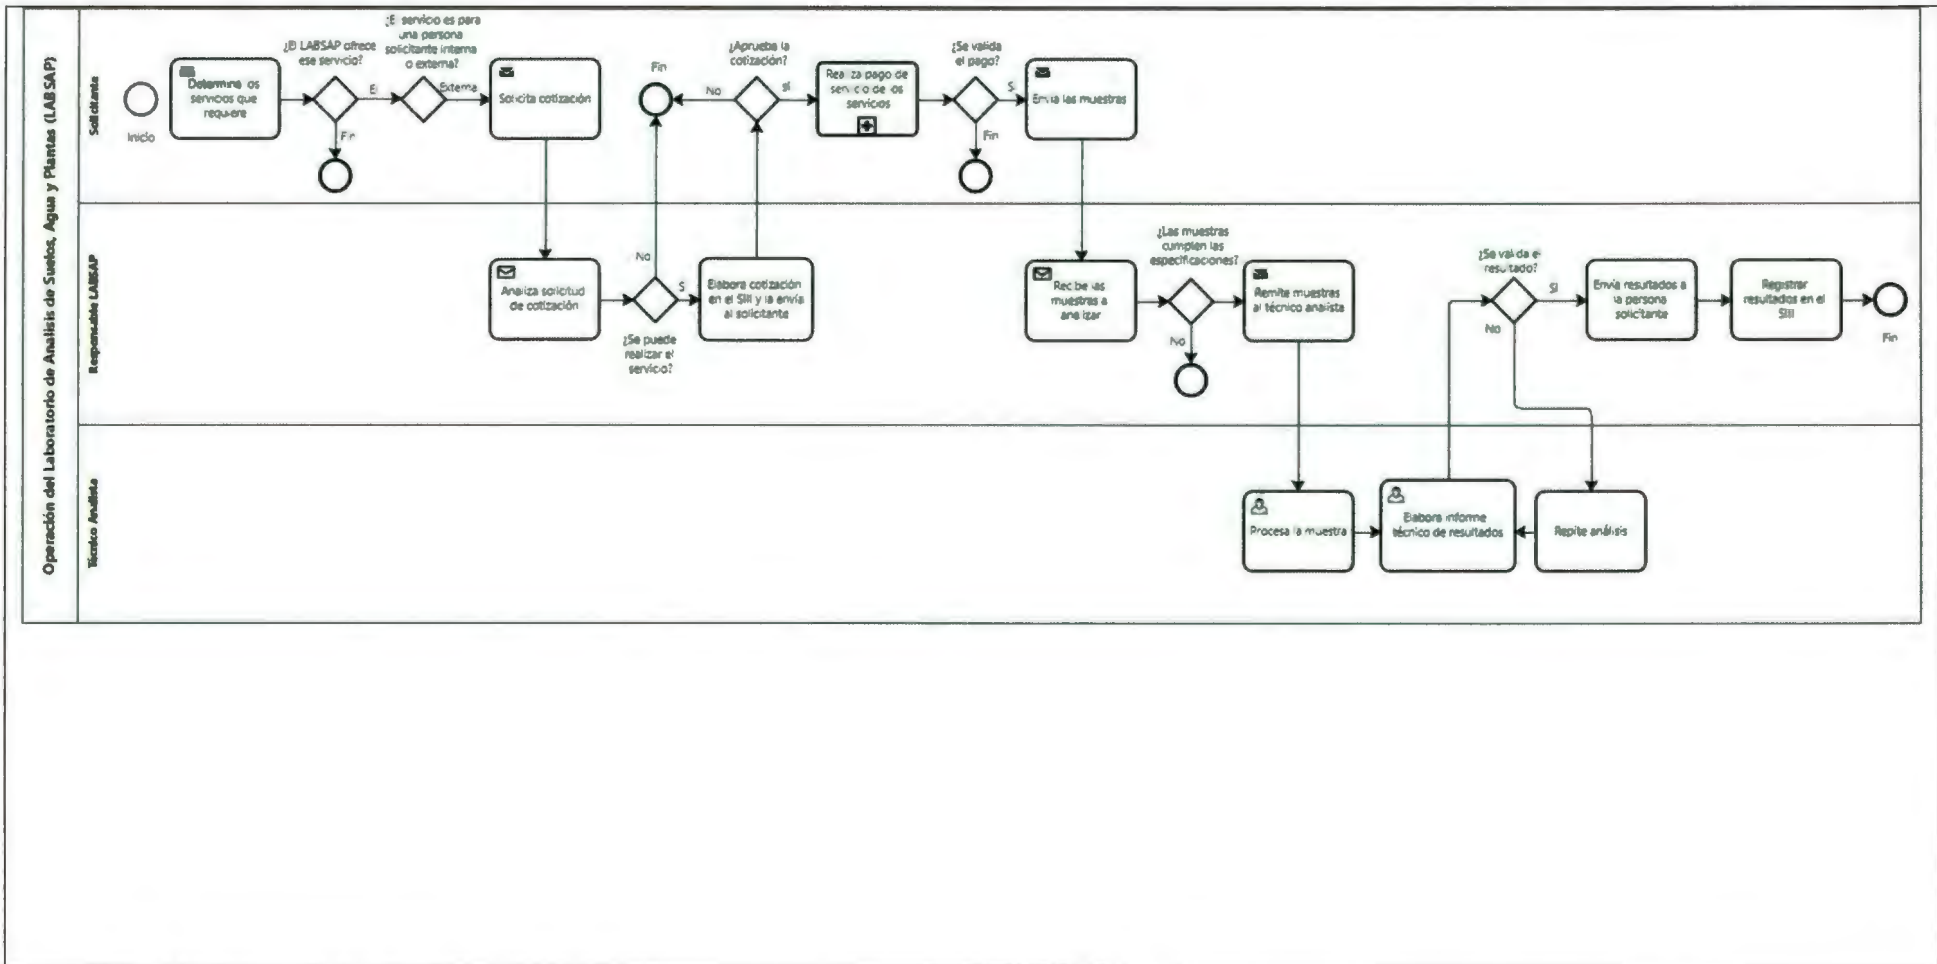 Operación del Laboratorio de Analisis de Suelos, Agua y Plantas (LABSAP)
Solicitante
Inicio
Determina os
servicios que
requiere
¿El LABSAP ofrece
ese servicio?
Fin
¿E servicio es para
una persona
solicitante interna
o externa?
Externa
Solicita cotización
Fin
No
¿Aprueba la
cotización?
sí
Rea iza pago de
servicio de los
servicios
¿Se valida
el pago?
S
Fin
Envía las muestras
Responsable LABSAP
Analiza solicitud
de cotización
No
S
¿Se puede
realizar el
servicio?
Elabora cotización
en el SIII y la envía
al solicitante
Recibe las
muestras a
analizar
¿Las muestras
cumplen las
especificaciones?
No
Remite muestras
al técnico analista
¿Se valida el
resultado?
SI
No
Envía resultados a
la persona
solicitante
Registrar
resultados en el
SIII
Fin
Técnico Analista
Procesa la muestra
Elabora informe
técnico de resultados
Repite análisis